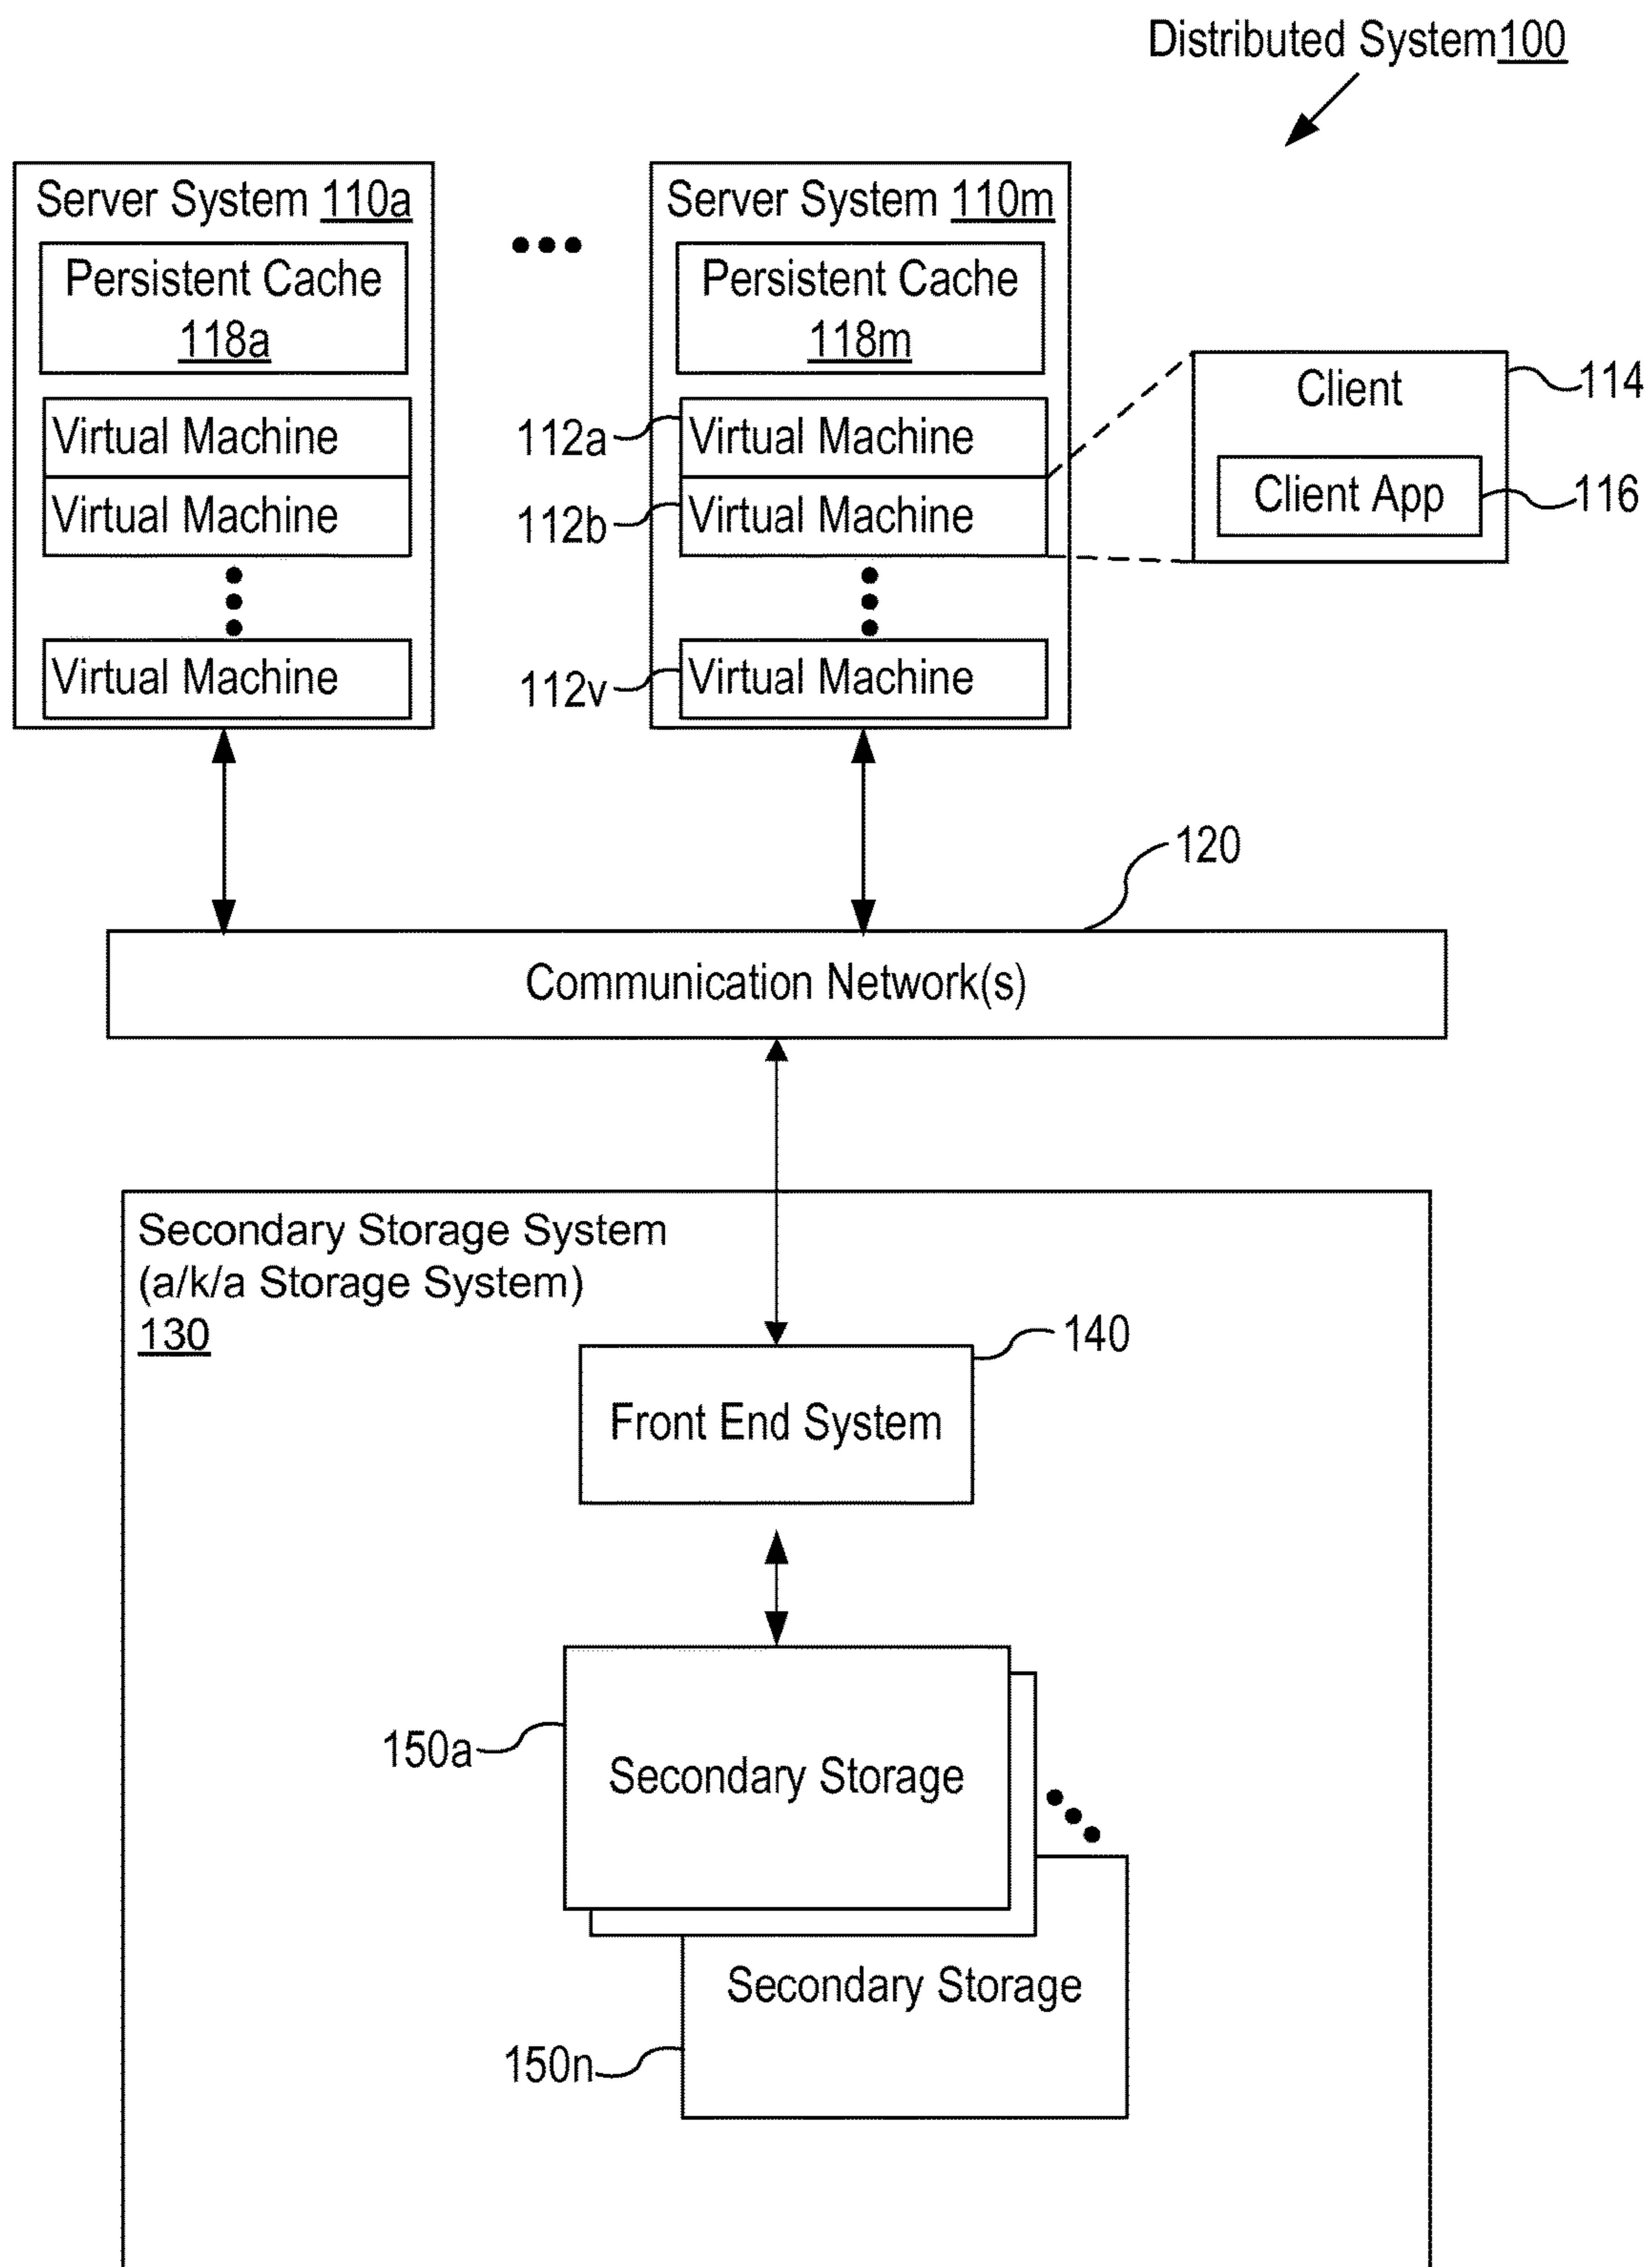 Distributed System100
Server System 110a
Persistent Cache
118a
Virtual Machine
Virtual Machine
Virtual Machine
Server System 110m
Persistent Cache
118m
112a
Virtual Machine
112b
Virtual Machine
112v
Virtual Machine
Client
114
Client App
116
120
Communication Network(s)
Secondary Storage System
(a/k/a Storage System)
130
140
Front End System
150a
Secondary Storage
Secondary Storage
150n